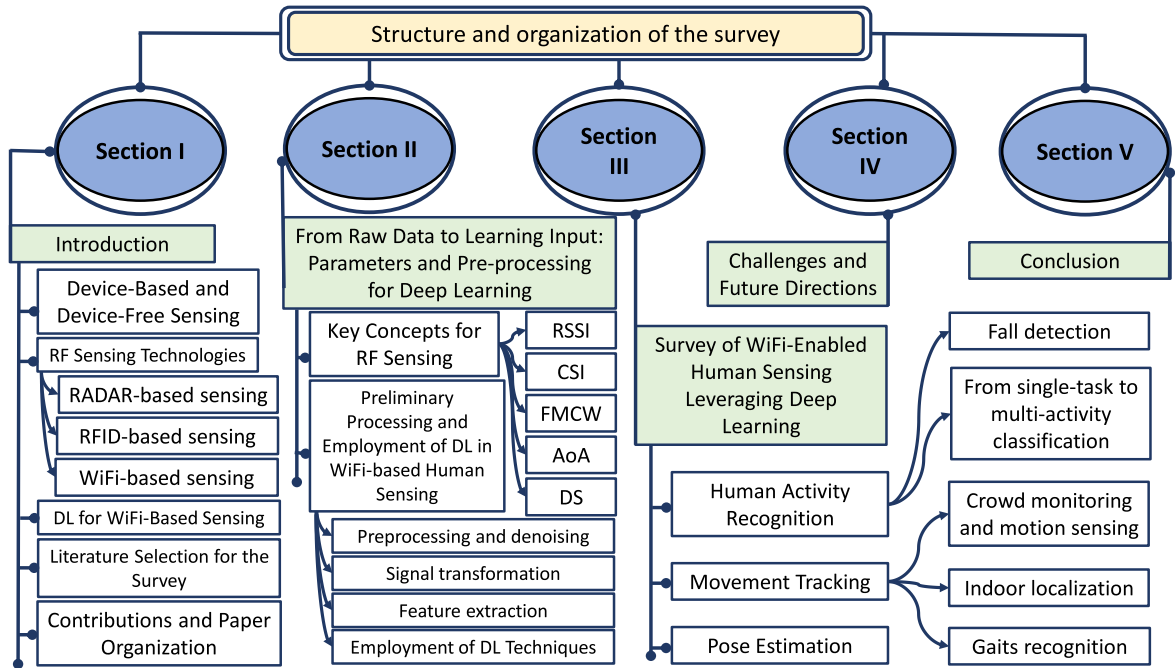 Structure and organization of the survey
Section I
Section II
Section
III
Section
IV
Section V
Introduction
Device-Based and
Device-Free Sensing
RF Sensing Technologies
RADAR-based sensing
RFID-based sensing
WiFi-based sensing
DL for WiFi-Based Sensing
Literature Selection for the
Survey
Contributions and Paper
Organization
From Raw Data to Learning Input:
Parameters and Pre-processing
for Deep Learning
Key Concepts for
RF Sensing
RSSI
CSI
FMCW
AoA
DS
Preliminary
Processing and
Employment of DL in
WiFi-based Human
Sensing
Preprocessing and denoising
Signal transformation
Feature extraction
Employment of DL Techniques
Survey of WiFi-Enabled
Human Sensing
Leveraging Deep
Learning
Human Activity
Recognition
Fall detection
From single-task to
multi-activity
classification
Movement Tracking
Crowd monitoring
and motion sensing
Indoor localization
Gaits recognition
Pose Estimation
Challenges and
Future Directions
Conclusion